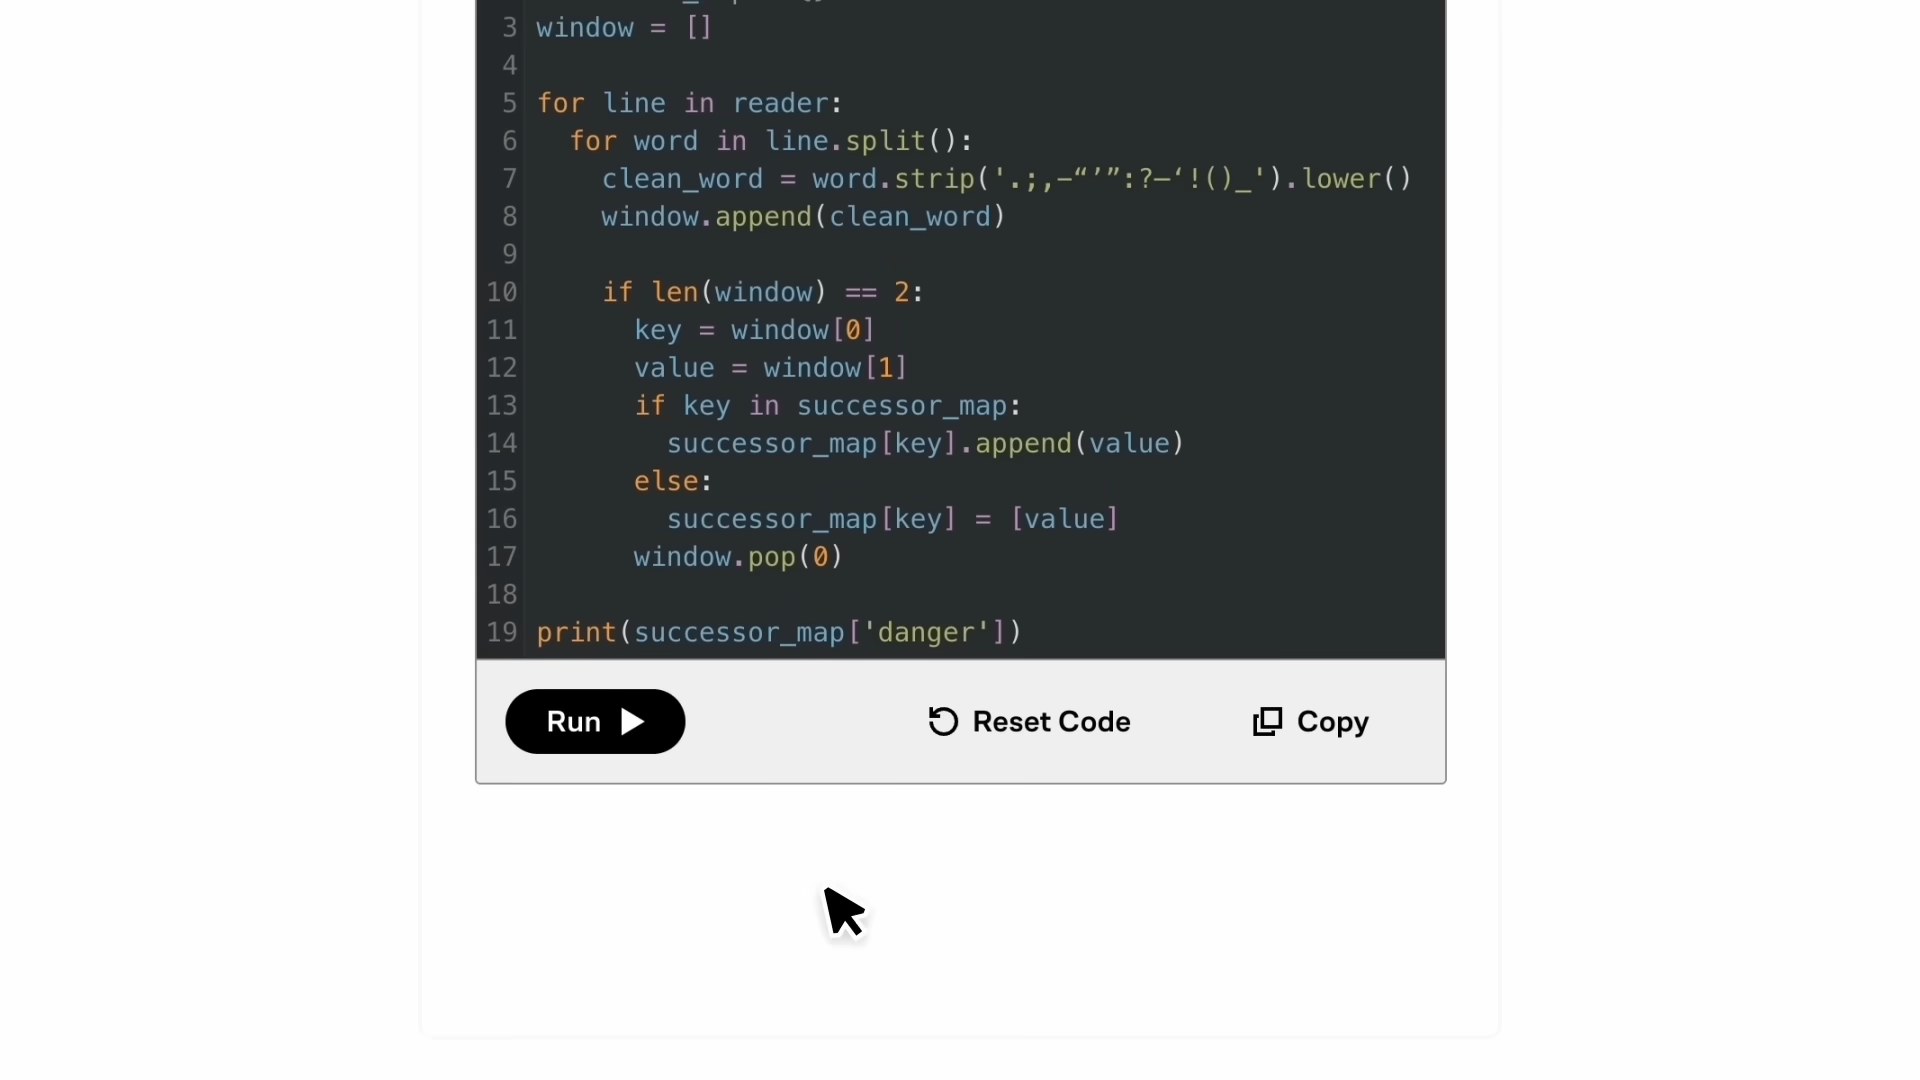 3 window = []
4
5 for line in reader:
6 for word in line.split():
7 clean_word = word.strip('.;,—“’”:?—‘!()_').lower()
8 window.append(clean_word)
9
10 if len(window) == 2:
11 key = window[0]
12 value = window[1]
13 if key in successor_map:
14 successor_map[key].append(value)
15 else:
16 successor_map[key] = [value]
17 window.pop(0)
18
19 print(successor_map['danger'])
Run
Reset Code
Copy